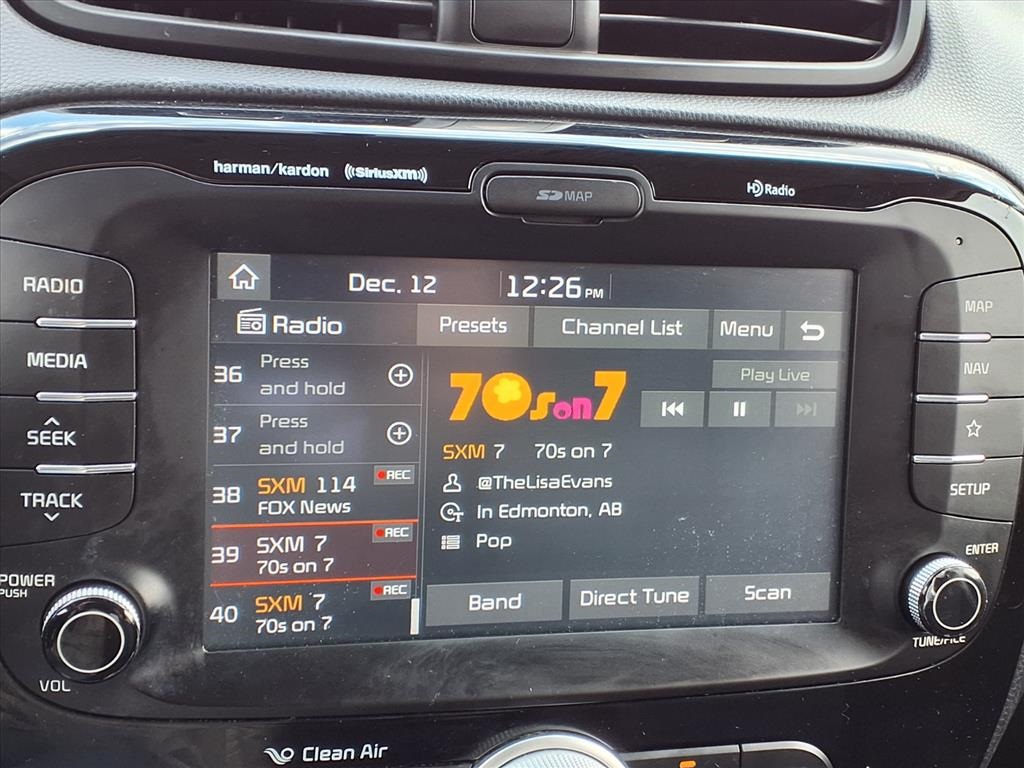 harman/kardon ((SiriusXM)) SD MAP HD Radio
Dec. 12 12:26 PM
Radio Presets Channel List Menu
RADIO
MEDIA
SEEK
TRACK
POWER
PUSH
VOL
36 Press and hold
37 Press and hold
38 SXM 114 REC
FOX News
39 SXM 7 REC
70s on 7
40 SXM 7 REC
70s on 7
70s on 7
Play Live
SXM 7 70s on 7
@TheLisaEvans
In Edmonton, AB
Pop
Band Direct Tune Scan
MAP
NAV
SETUP
ENTER
TUNE/FILE
Clean Air